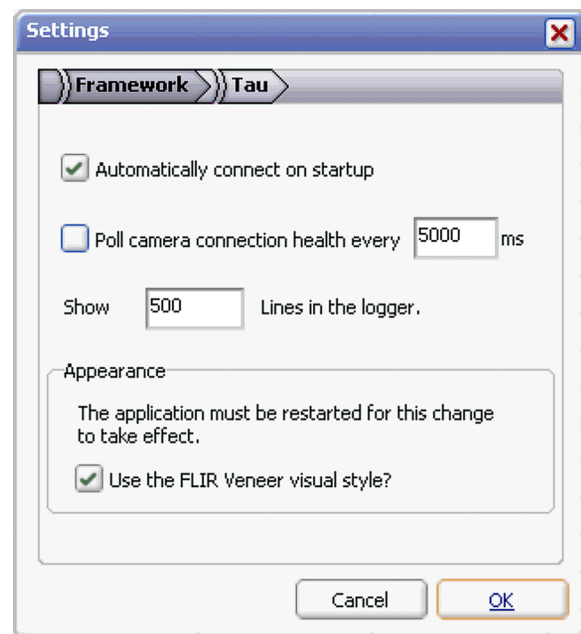 Settings
Framework Tau
Automatically connect on startup
Poll camera connection health every 5000 ms
Show 500 Lines in the logger.
Appearance
The application must be restarted for this change
to take effect.
Use the FLIR Veneer visual style?
Cancel OK